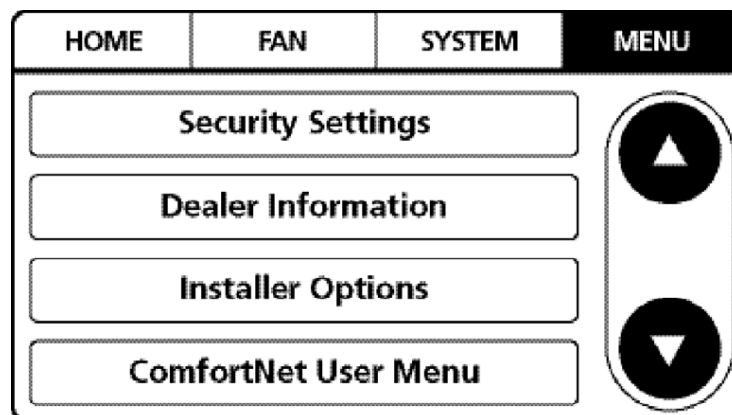 HOME FAN SYSTEM MENU
Security Settings
Dealer Information
Installer Options
ComfortNet User Menu